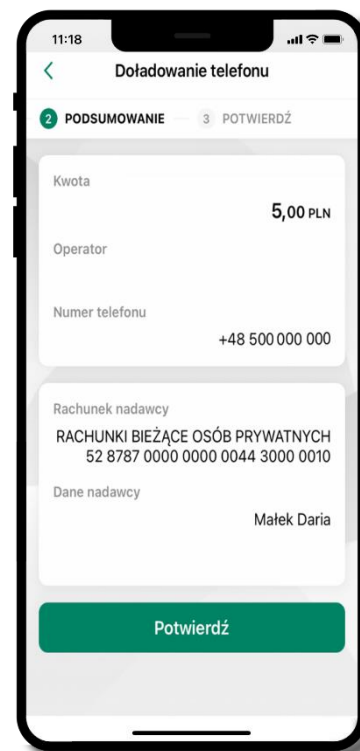 11:18
Doładowanie telefonu
2 PODSUMOWANIE 3 POTWIERDŹ
Kwota
5,00 PLN
Operator
Numer telefonu
+48 500 000 000
Rachunek nadawcy
RACHUNKI BIEŻĄCE OSÓB PRYWATNYCH
52 8787 0000 0000 0044 3000 0010
Dane nadawcy
Małek Daria
Potwierdź